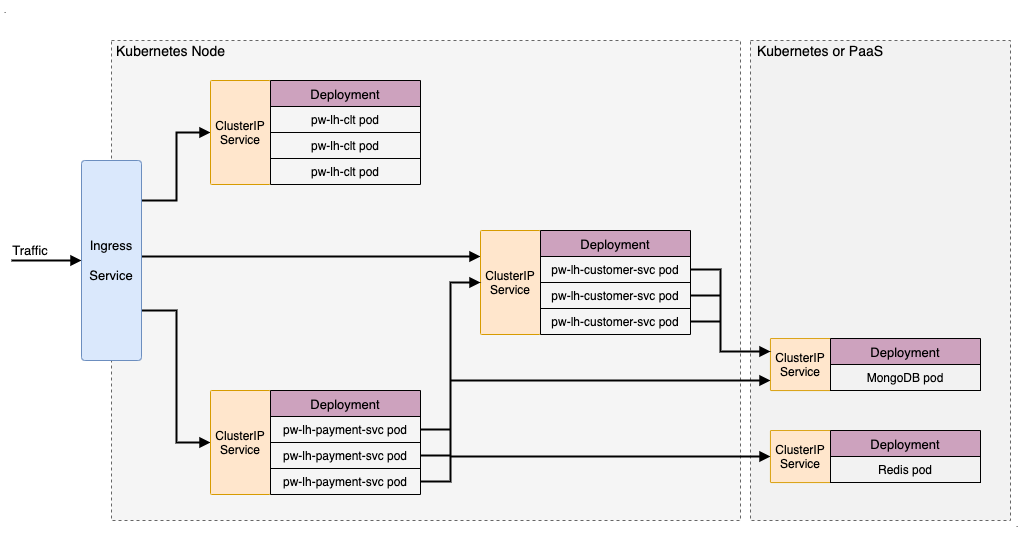 Kubernetes Node
Kubernetes or PaaS
Deployment
ClusterIP
Service
pw-lh-clt pod
pw-lh-clt pod
pw-lh-clt pod
Traffic
Ingress
Service
Deployment
ClusterIP
Service
pw-lh-customer-svc pod
pw-lh-customer-svc pod
pw-lh-customer-svc pod
Deployment
ClusterIP
Service
MongoDB pod
Deployment
ClusterIP
Service
pw-lh-payment-svc pod
pw-lh-payment-svc pod
pw-lh-payment-svc pod
Deployment
ClusterIP
Service
Redis pod